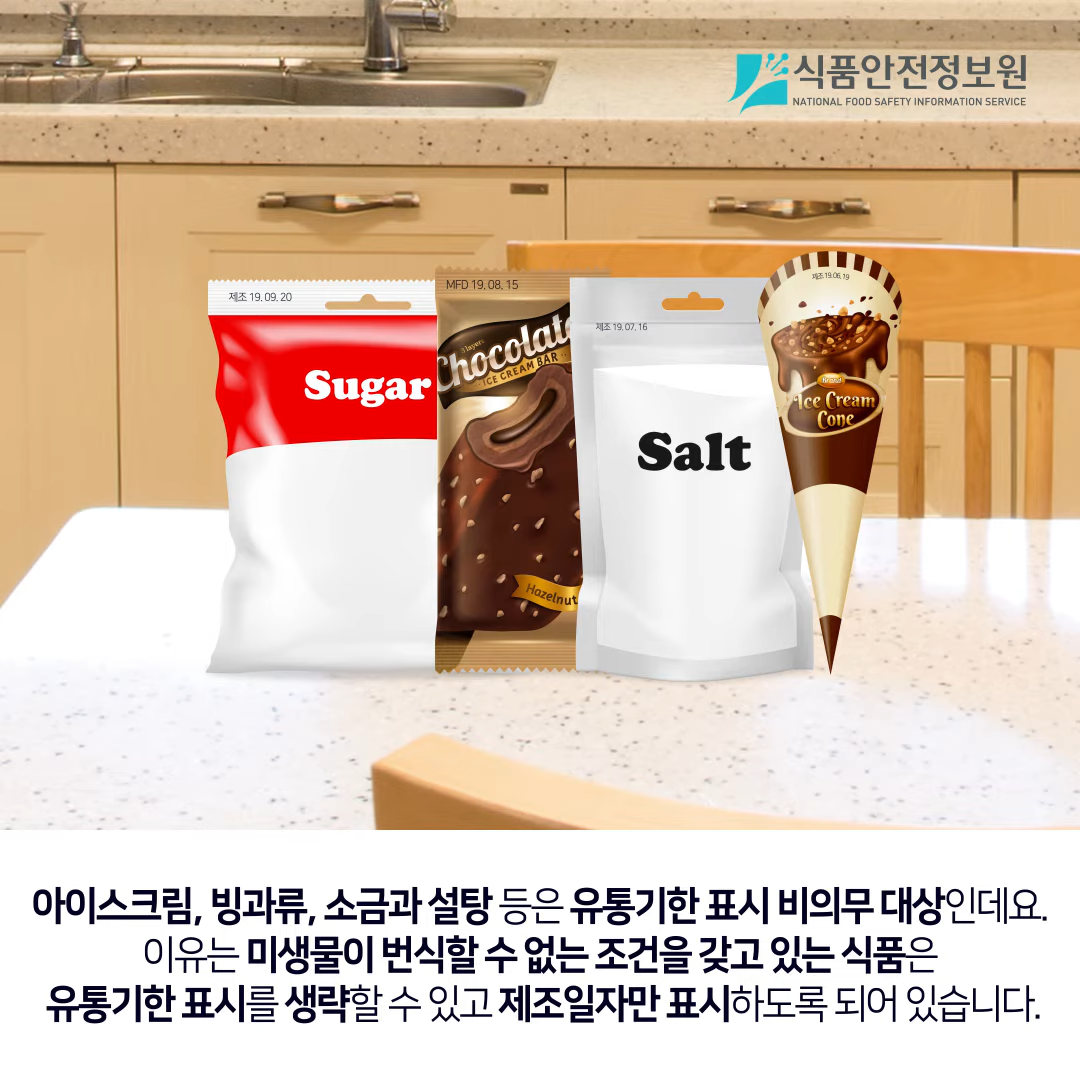 식품안전정보원
NATIONAL FOOD SAFETY INFORMATION SERVICE
제조 19. 09. 20
Sugar
MFD 19. 08. 15
3 layers
Chocolate
ICE CREAM BAR
Hazelnut
제조 19. 07. 16
Salt
제조 19. 06. 19
Brand
Ice Cream
Cone
아이스크림, 빙과류, 소금과 설탕 등은 유통기한 표시 비의무 대상인데요.
이유는 미생물이 번식할 수 없는 조건을 갖고 있는 식품은
유통기한 표시를 생략할 수 있고 제조일자만 표시하도록 되어 있습니다.